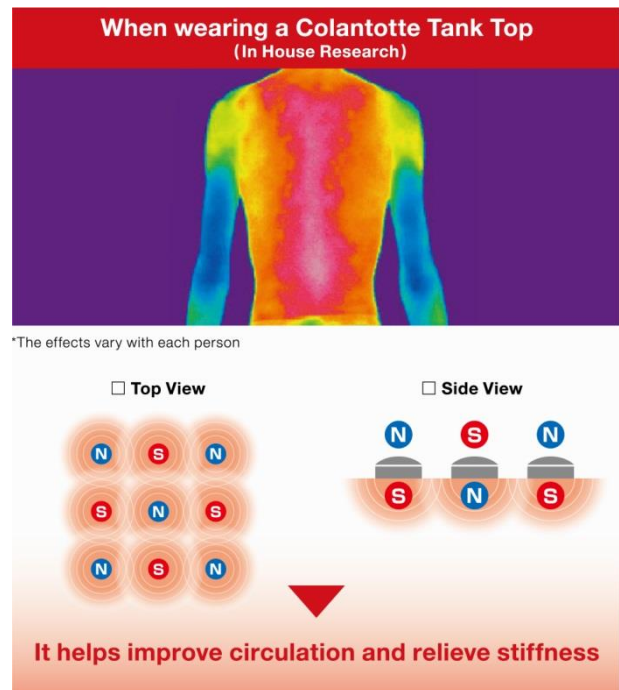 When wearing a Colantotte Tank Top
(In House Research)
*The effects vary with each person
☐ Top View
☐ Side View
N S N
N S N
S N S
S N S
N S N
It helps improve circulation and relieve stiffness